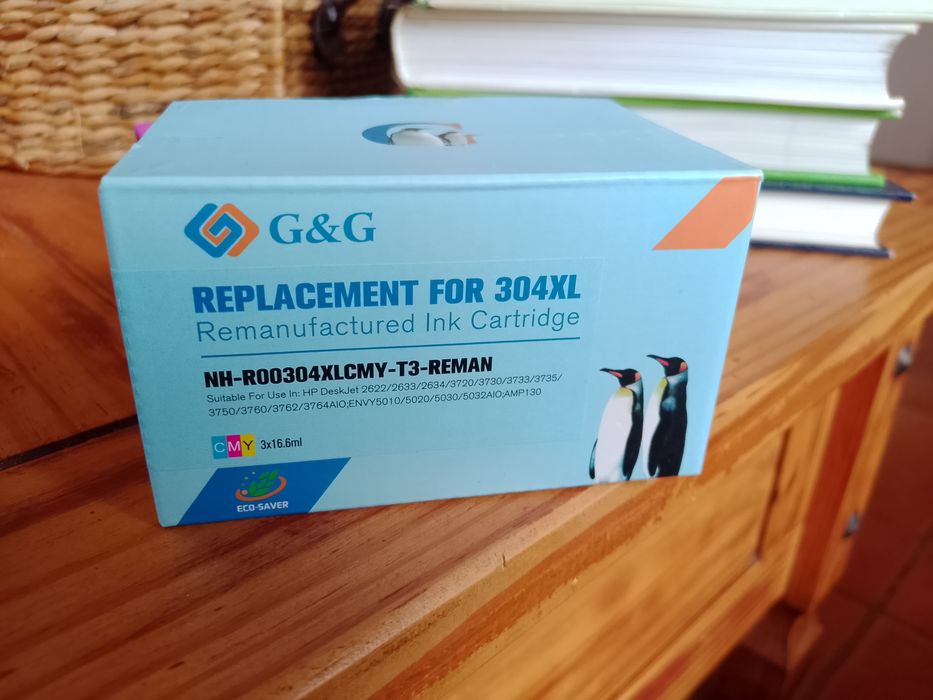 G&G
REPLACEMENT FOR 304XL
Remanufactured Ink Cartridge
NH-R00304XLCMY-T3-REMAN
Suitable For Use In: HP DeskJet 2622/2633/2634/3720/3730/3733/3735/
3750/3760/3762/3764AIO;ENVY5010/5020/5030/5032AIO;AMP130
CMY 3x16.6ml
ECO-SAVER